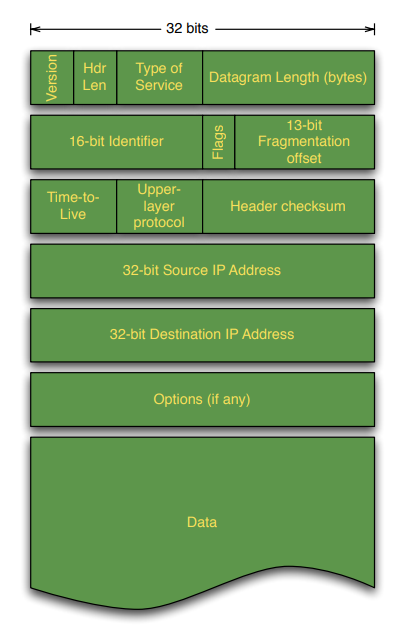 32 bits
Version
Hdr
Len
Type of
Service
Datagram Length (bytes)
16-bit Identifier
Flags
13-bit
Fragmentation
offset
Time-to-
Live
Upper-
layer
protocol
Header checksum
32-bit Source IP Address
32-bit Destination IP Address
Options (if any)
Data